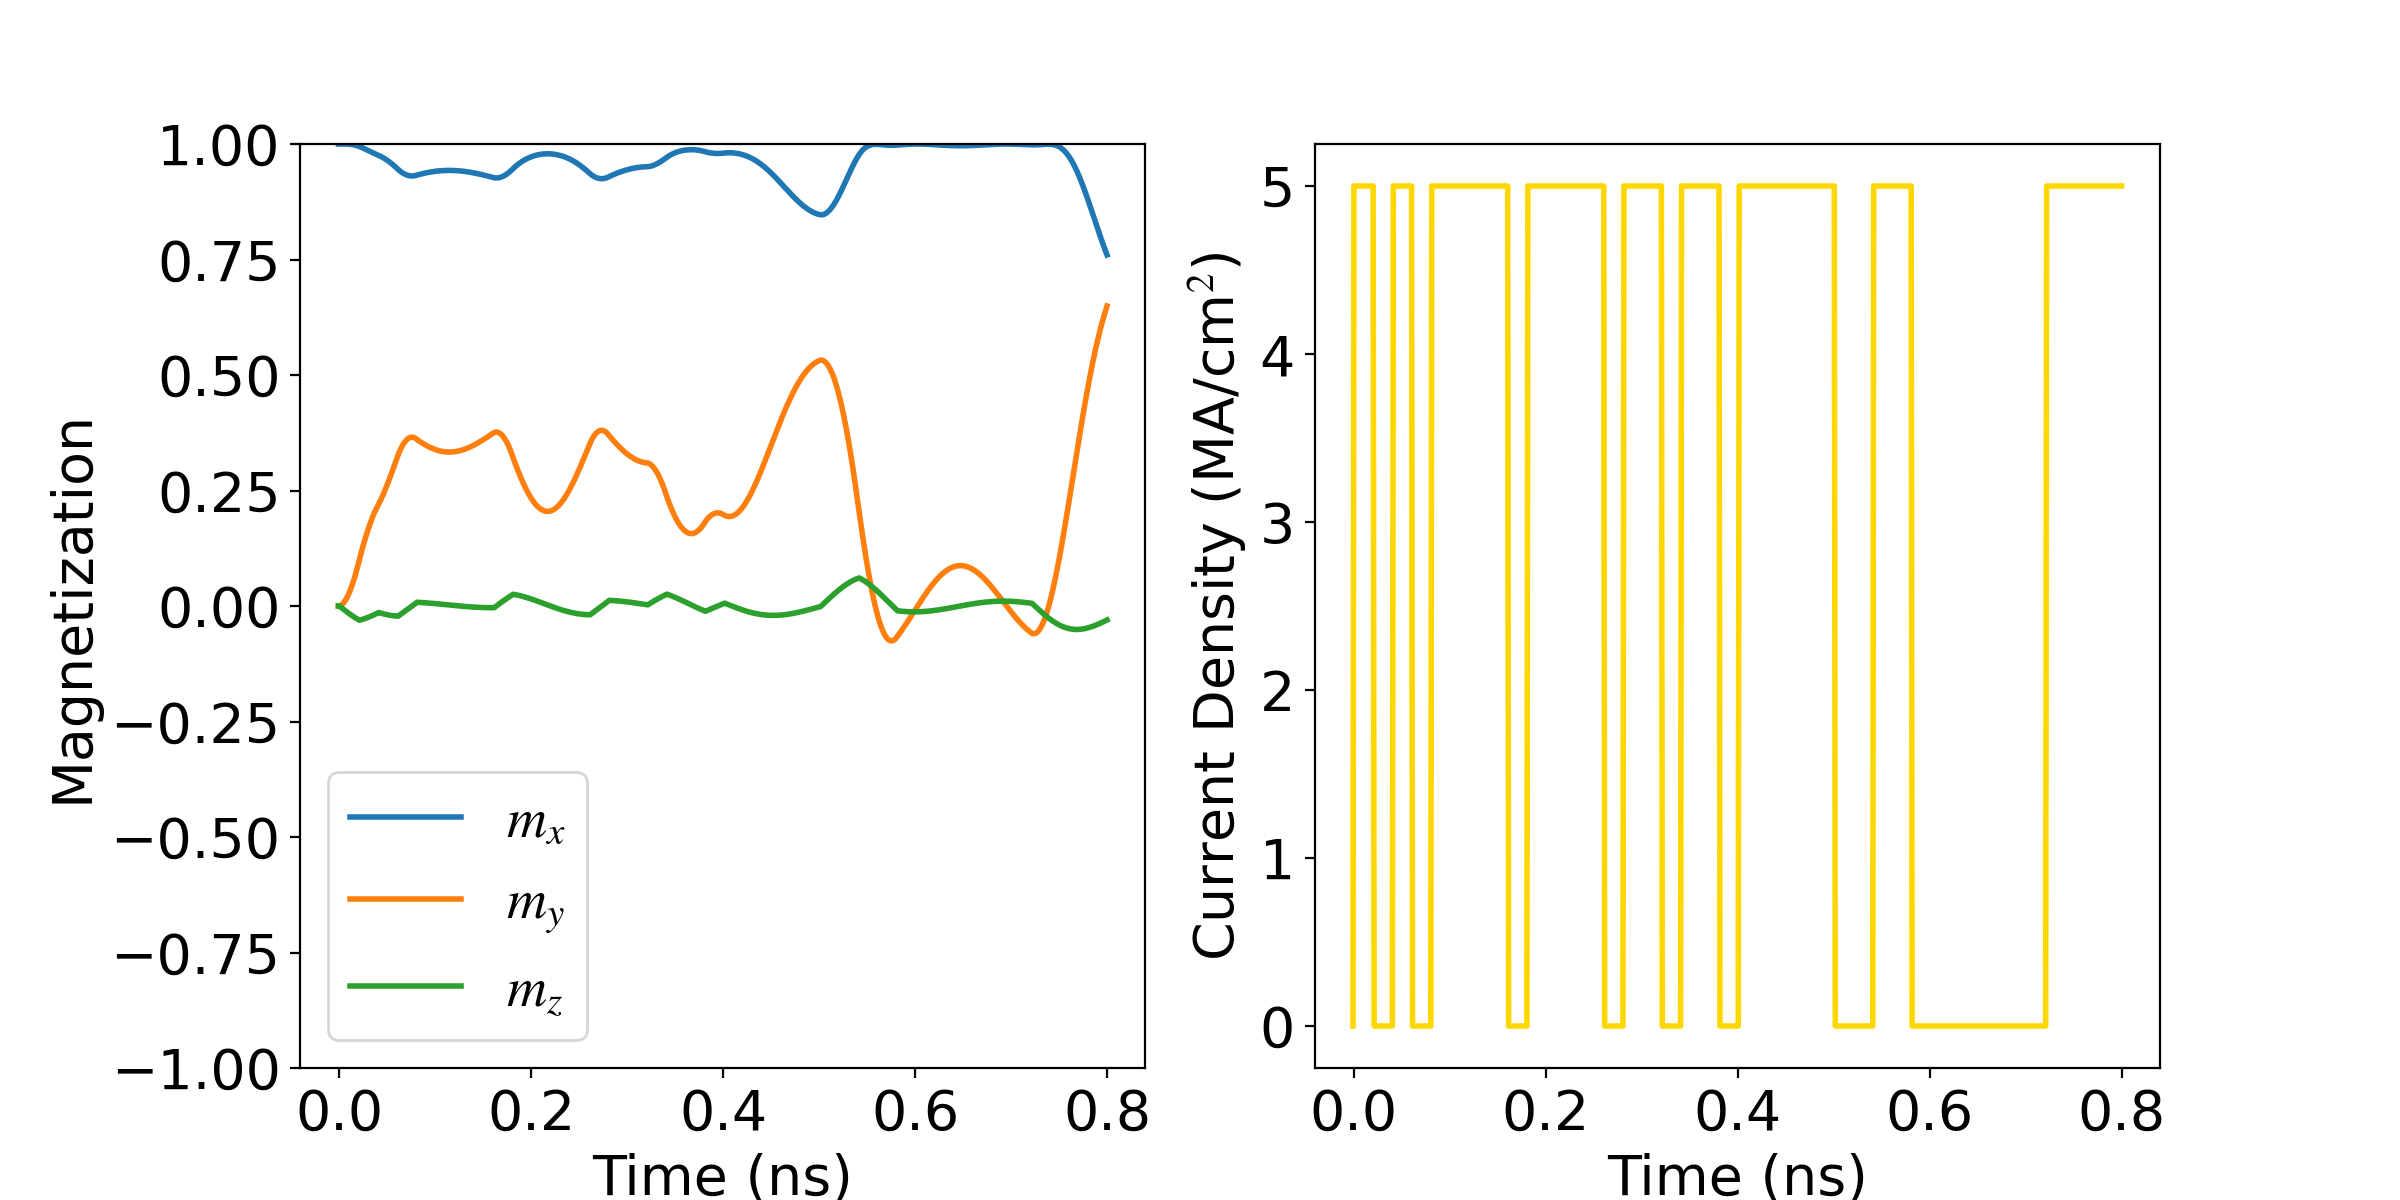 1.00
0.75
0.50
0.25
0.00
−0.25
−0.50
−0.75
−1.00
Magnetization
m_x
m_y
m_z
0.0 0.2 0.4 0.6 0.8
Time (ns)
5
4
3
2
1
0
Current Density (MA/cm²)
0.0 0.2 0.4 0.6 0.8
Time (ns)